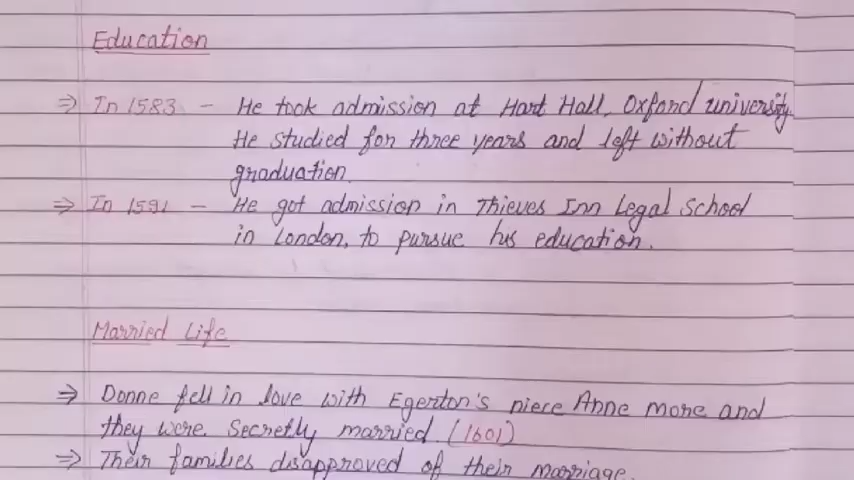 Education
⇒ In 1583 - He took admission at Hart Hall, Oxford university.
He studied for three years and left without
graduation.
⇒ In 1591 - He got admission in Thieves Inn Legal School
in London, to pursue his education.
Married Life
⇒ Donne fell in love with Egerton's niece Anne more and
they were. Secretly married (1601)
⇒ Their families disapproved of their marriage.